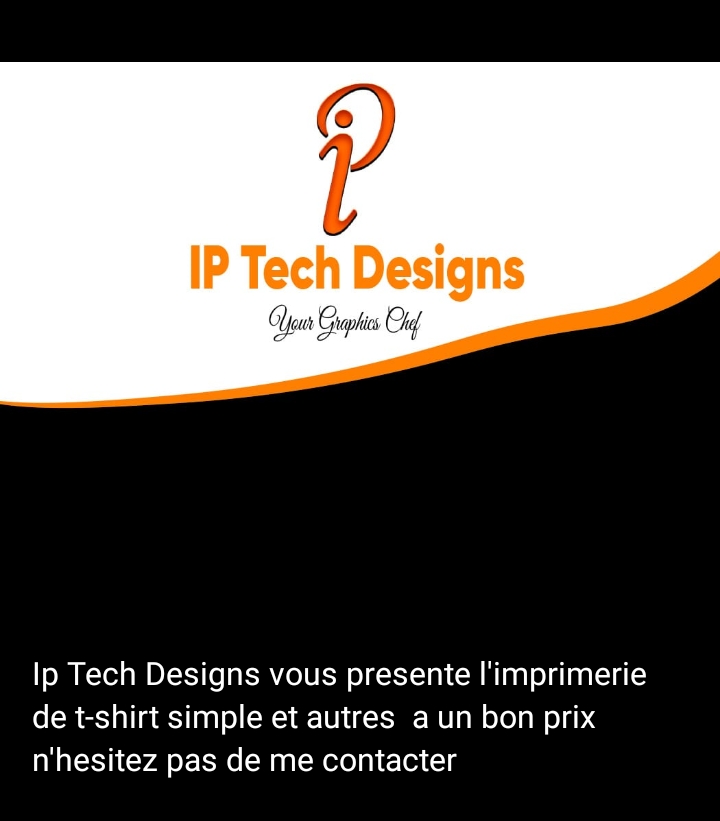 IP Tech Designs
Your Graphics Chef
Ip Tech Designs vous presente l'imprimerie
de t-shirt simple et autres  a un bon prix
n'hesitez pas de me contacter